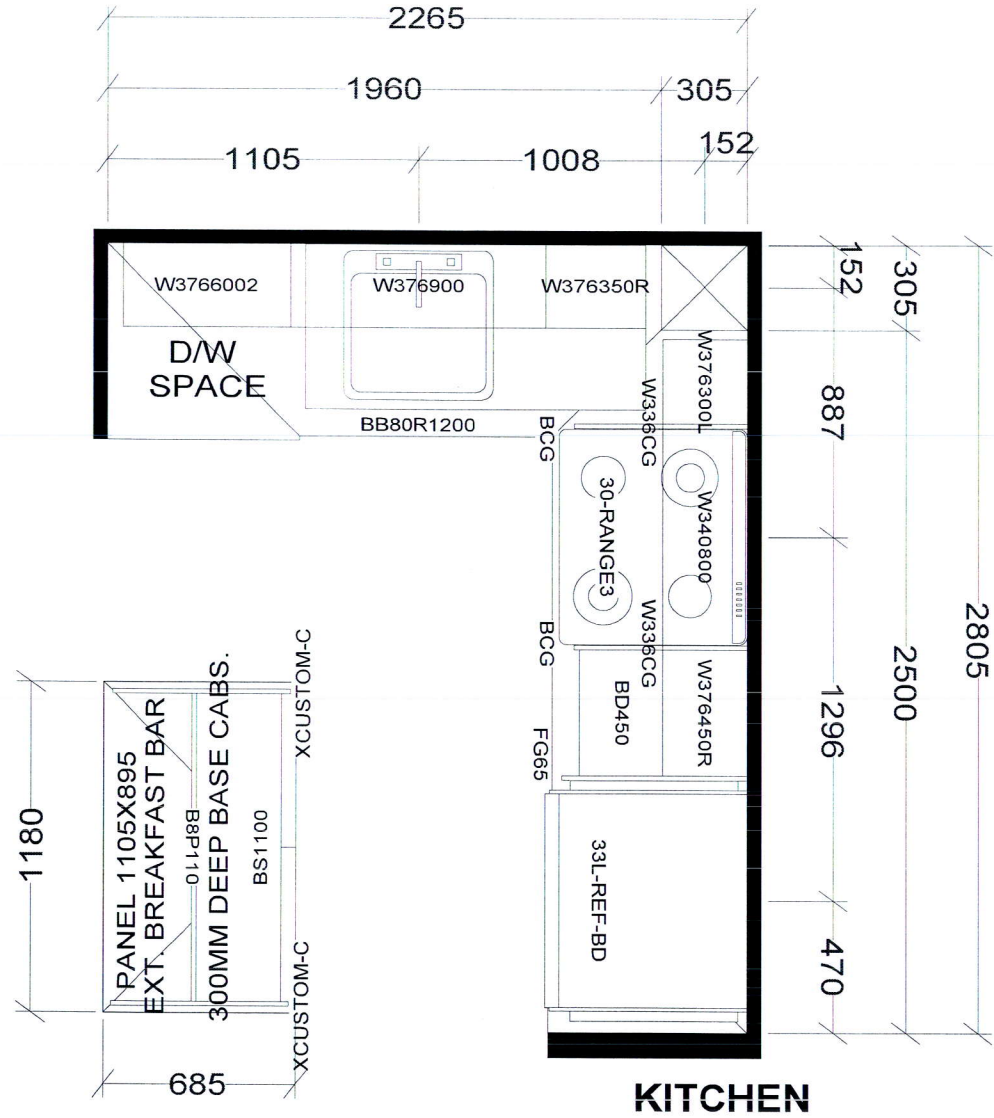 2265
1960
305
1105
1008
152
W3766002
W376900
W376350R
152
305
D/W
SPACE
BB80R1200
W376300L
W336CG
BCG
887
30-RANGE3
W340800
2805
BCG
W336CG
W376450R
BD450
FG65
2500
1296
XCUSTOM-C
1180
PANEL 1105X895
EXT. BREAKFAST BAR
B8P110
300MM DEEP BASE CABS.
BS1100
33L-REF-BD
470
XCUSTOM-C
685
KITCHEN